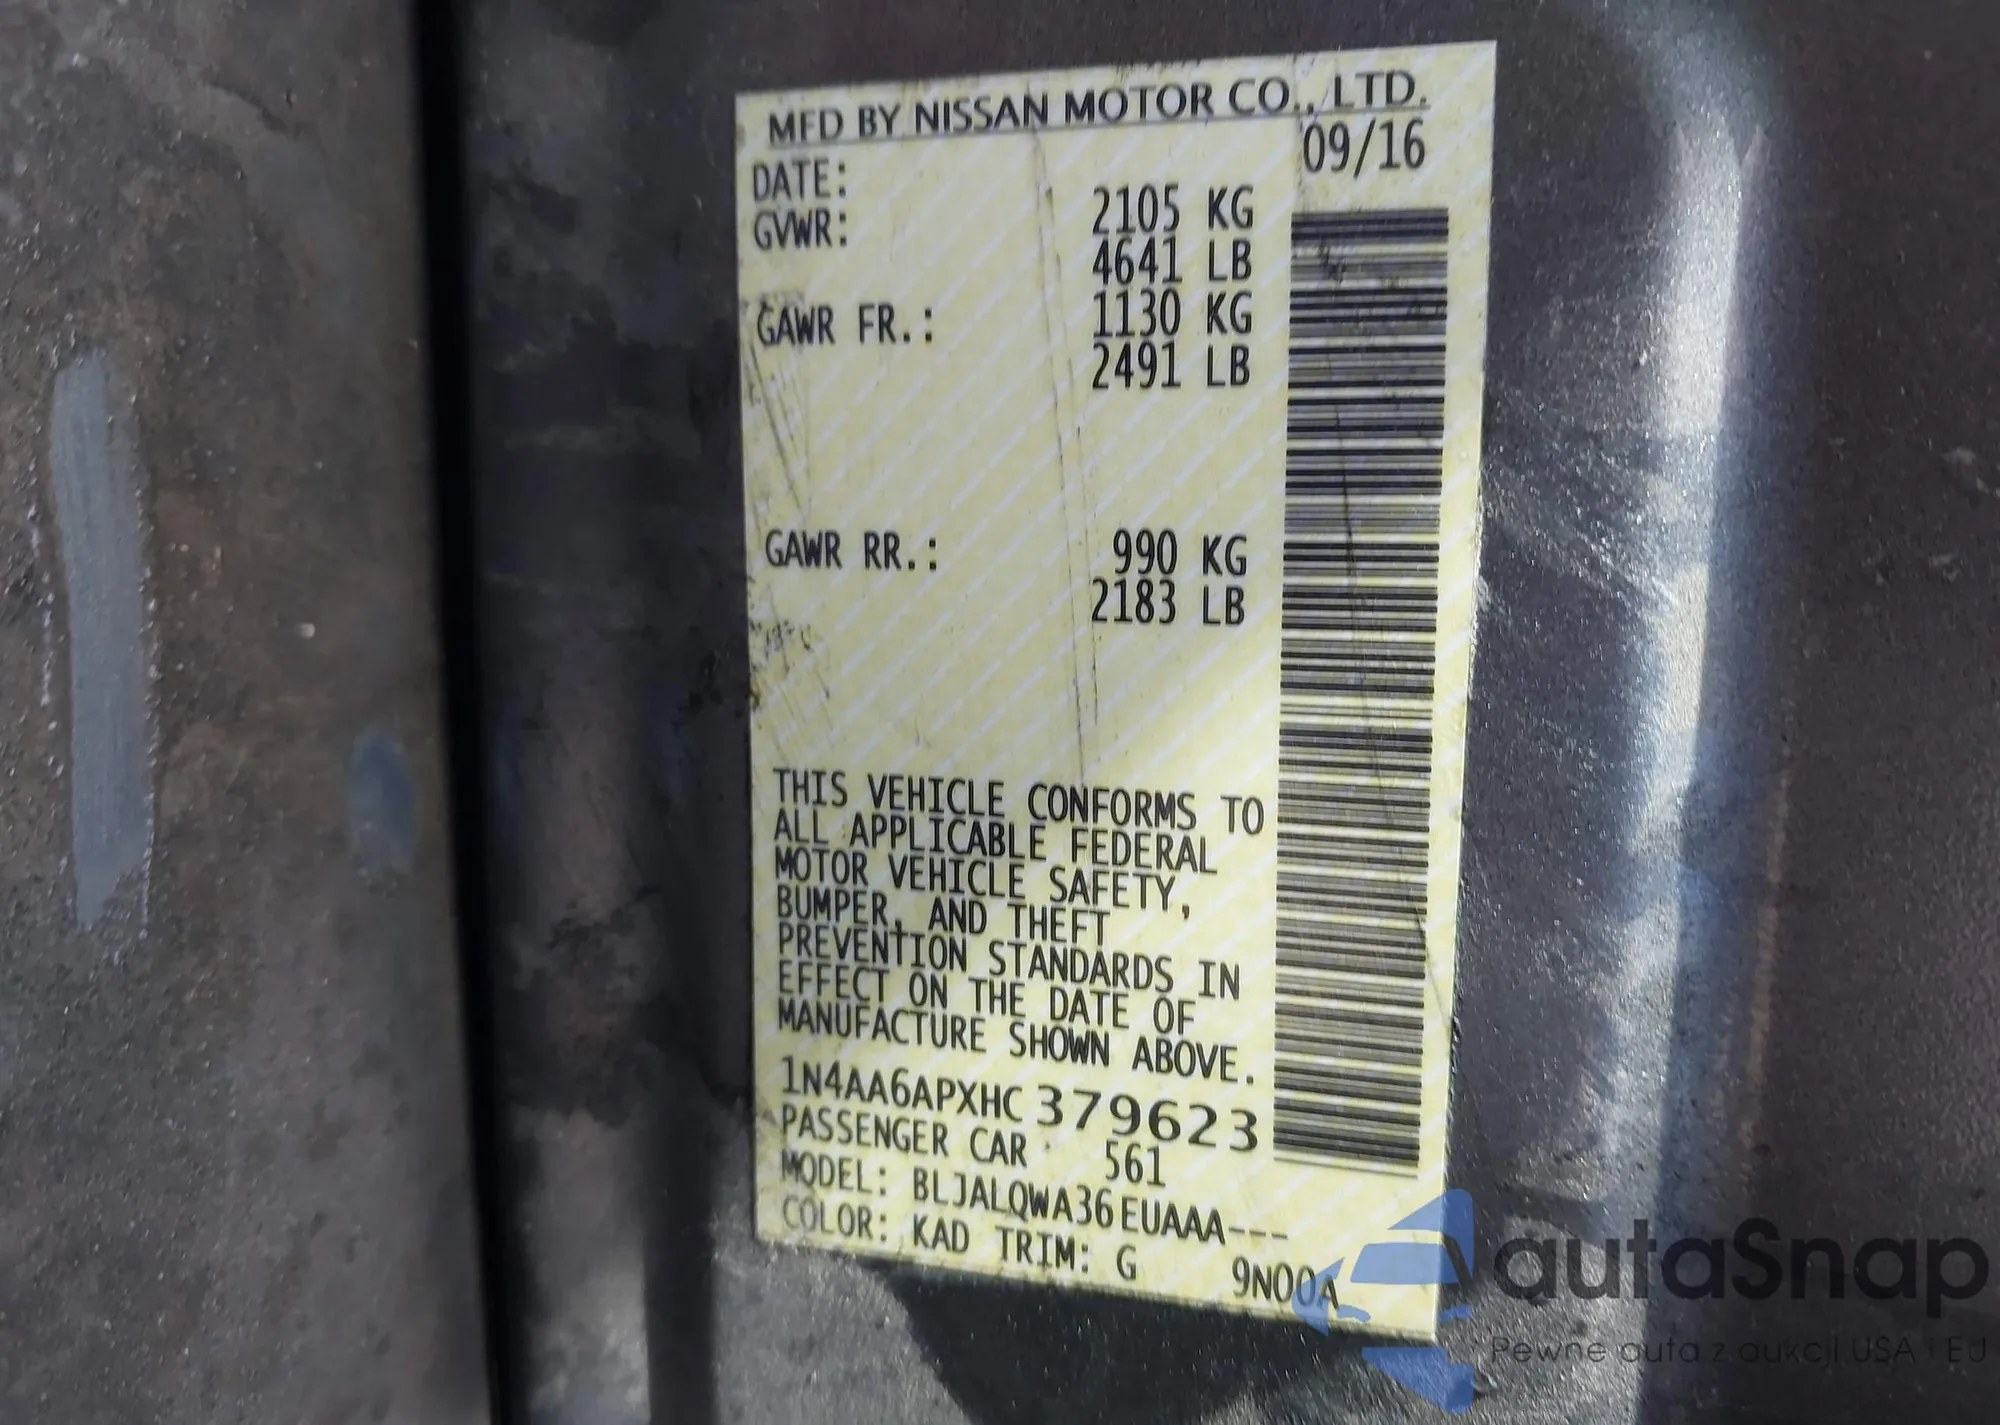 MFD BY NISSAN MOTOR CO., LTD.
DATE: 09/16
GVWR: 2105 KG
4641 LB
GAWR FR.: 1130 KG
2491 LB
GAWR RR.: 990 KG
2183 LB
THIS VEHICLE CONFORMS TO
ALL APPLICABLE FEDERAL
MOTOR VEHICLE SAFETY,
BUMPER, AND THEFT
PREVENTION STANDARDS IN
EFFECT ON THE DATE OF
MANUFACTURE SHOWN ABOVE.
1N4AA6APXHC 379623
PASSENGER CAR 561
MODEL: BLJALQWA36EUAAA---
COLOR: KAD TRIM: G 9N00A
autaSnap
Pewne auta z aukcji USA i EU